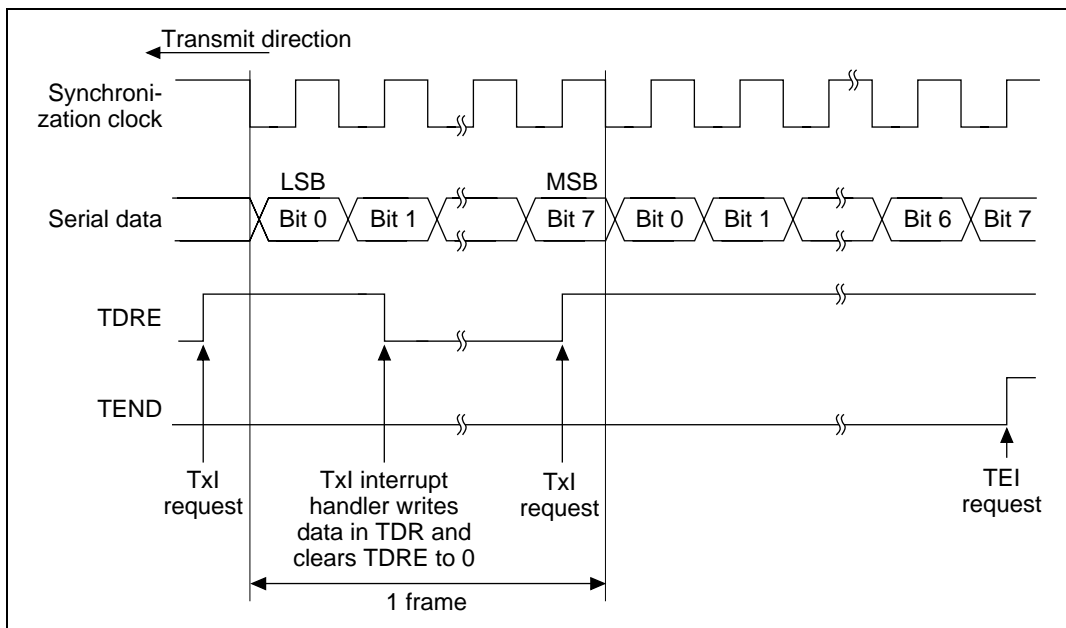 Transmit direction
Synchroni-
zation clock
LSB
MSB
Serial data
Bit 0
Bit 1
Bit 7
Bit 0
Bit 1
Bit 6
Bit 7
TDRE
TEND
TxI
request
TxI interrupt
handler writes
data in TDR and
clears TDRE to 0
TxI
request
TEI
request
1 frame